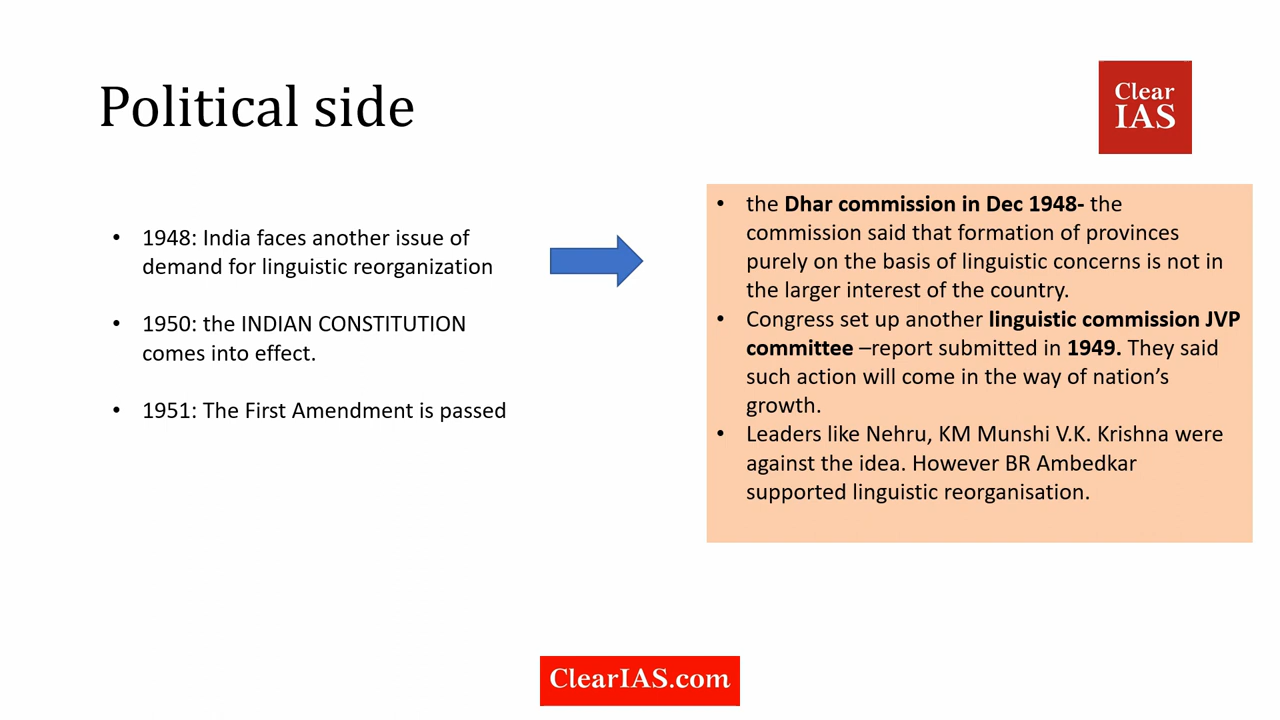 Political side
Clear
IAS
• 1948: India faces another issue of
demand for linguistic reorganization
• 1950: the INDIAN CONSTITUTION
comes into effect.
• 1951: The First Amendment is passed
• the Dhar commission in Dec 1948- the
commission said that formation of provinces
purely on the basis of linguistic concerns is not in
the larger interest of the country.
• Congress set up another linguistic commission JVP
committee –report submitted in 1949. They said
such action will come in the way of nation’s
growth.
• Leaders like Nehru, KM Munshi V.K. Krishna were
against the idea. However BR Ambedkar
supported linguistic reorganisation.
ClearIAS.com